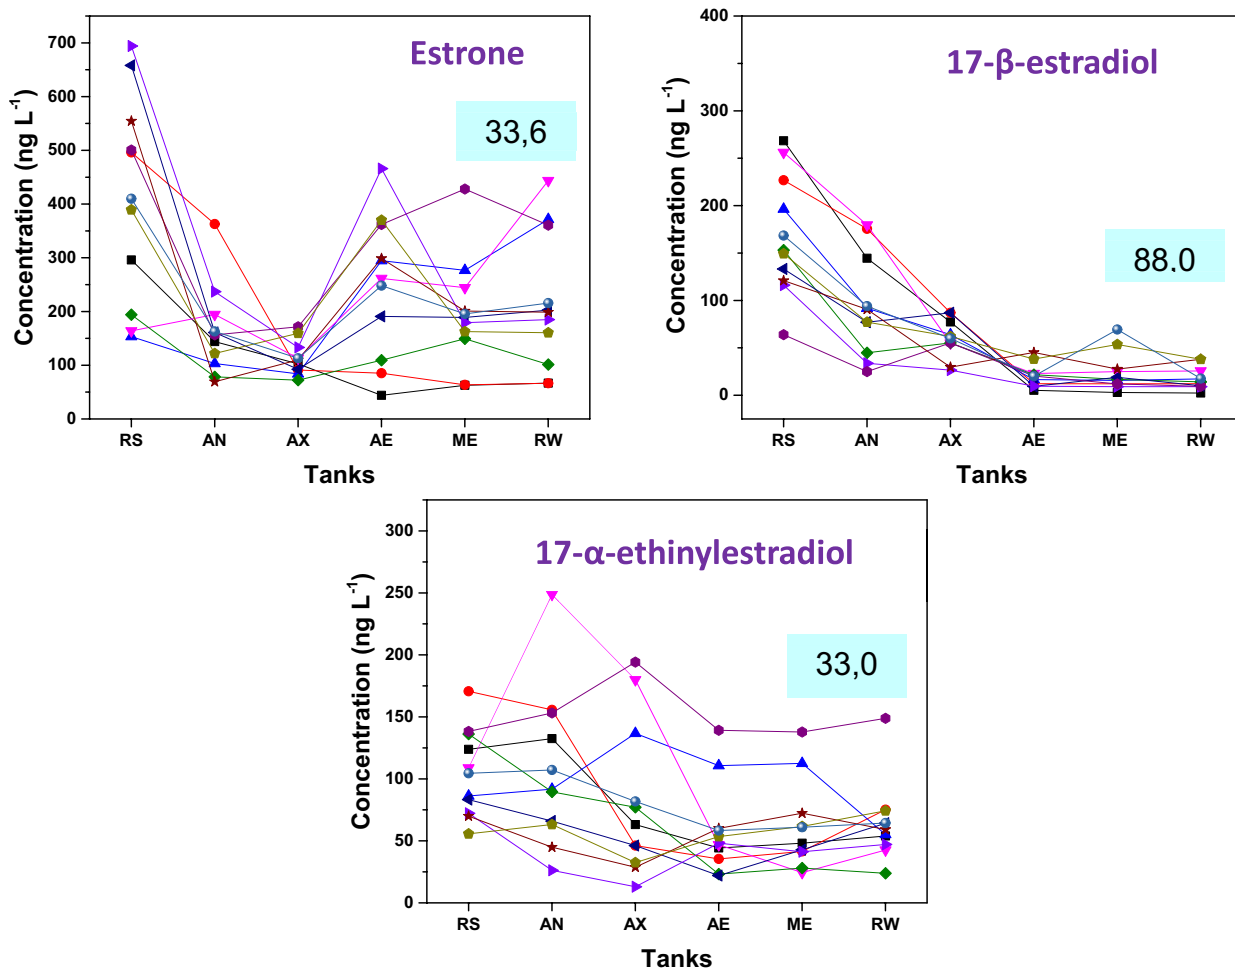 Estrone
33,6
Concentration (ng L⁻¹)
700
600
500
400
300
200
100
0
RS AN AX AE ME RW
Tanks
17-β-estradiol
88,0
Concentration (ng L⁻¹)
400
300
200
100
0
RS AN AX AE ME RW
Tanks
17-α-ethinylestradiol
33,0
Concentration (ng L⁻¹)
300
250
200
150
100
50
0
RS AN AX AE ME RW
Tanks